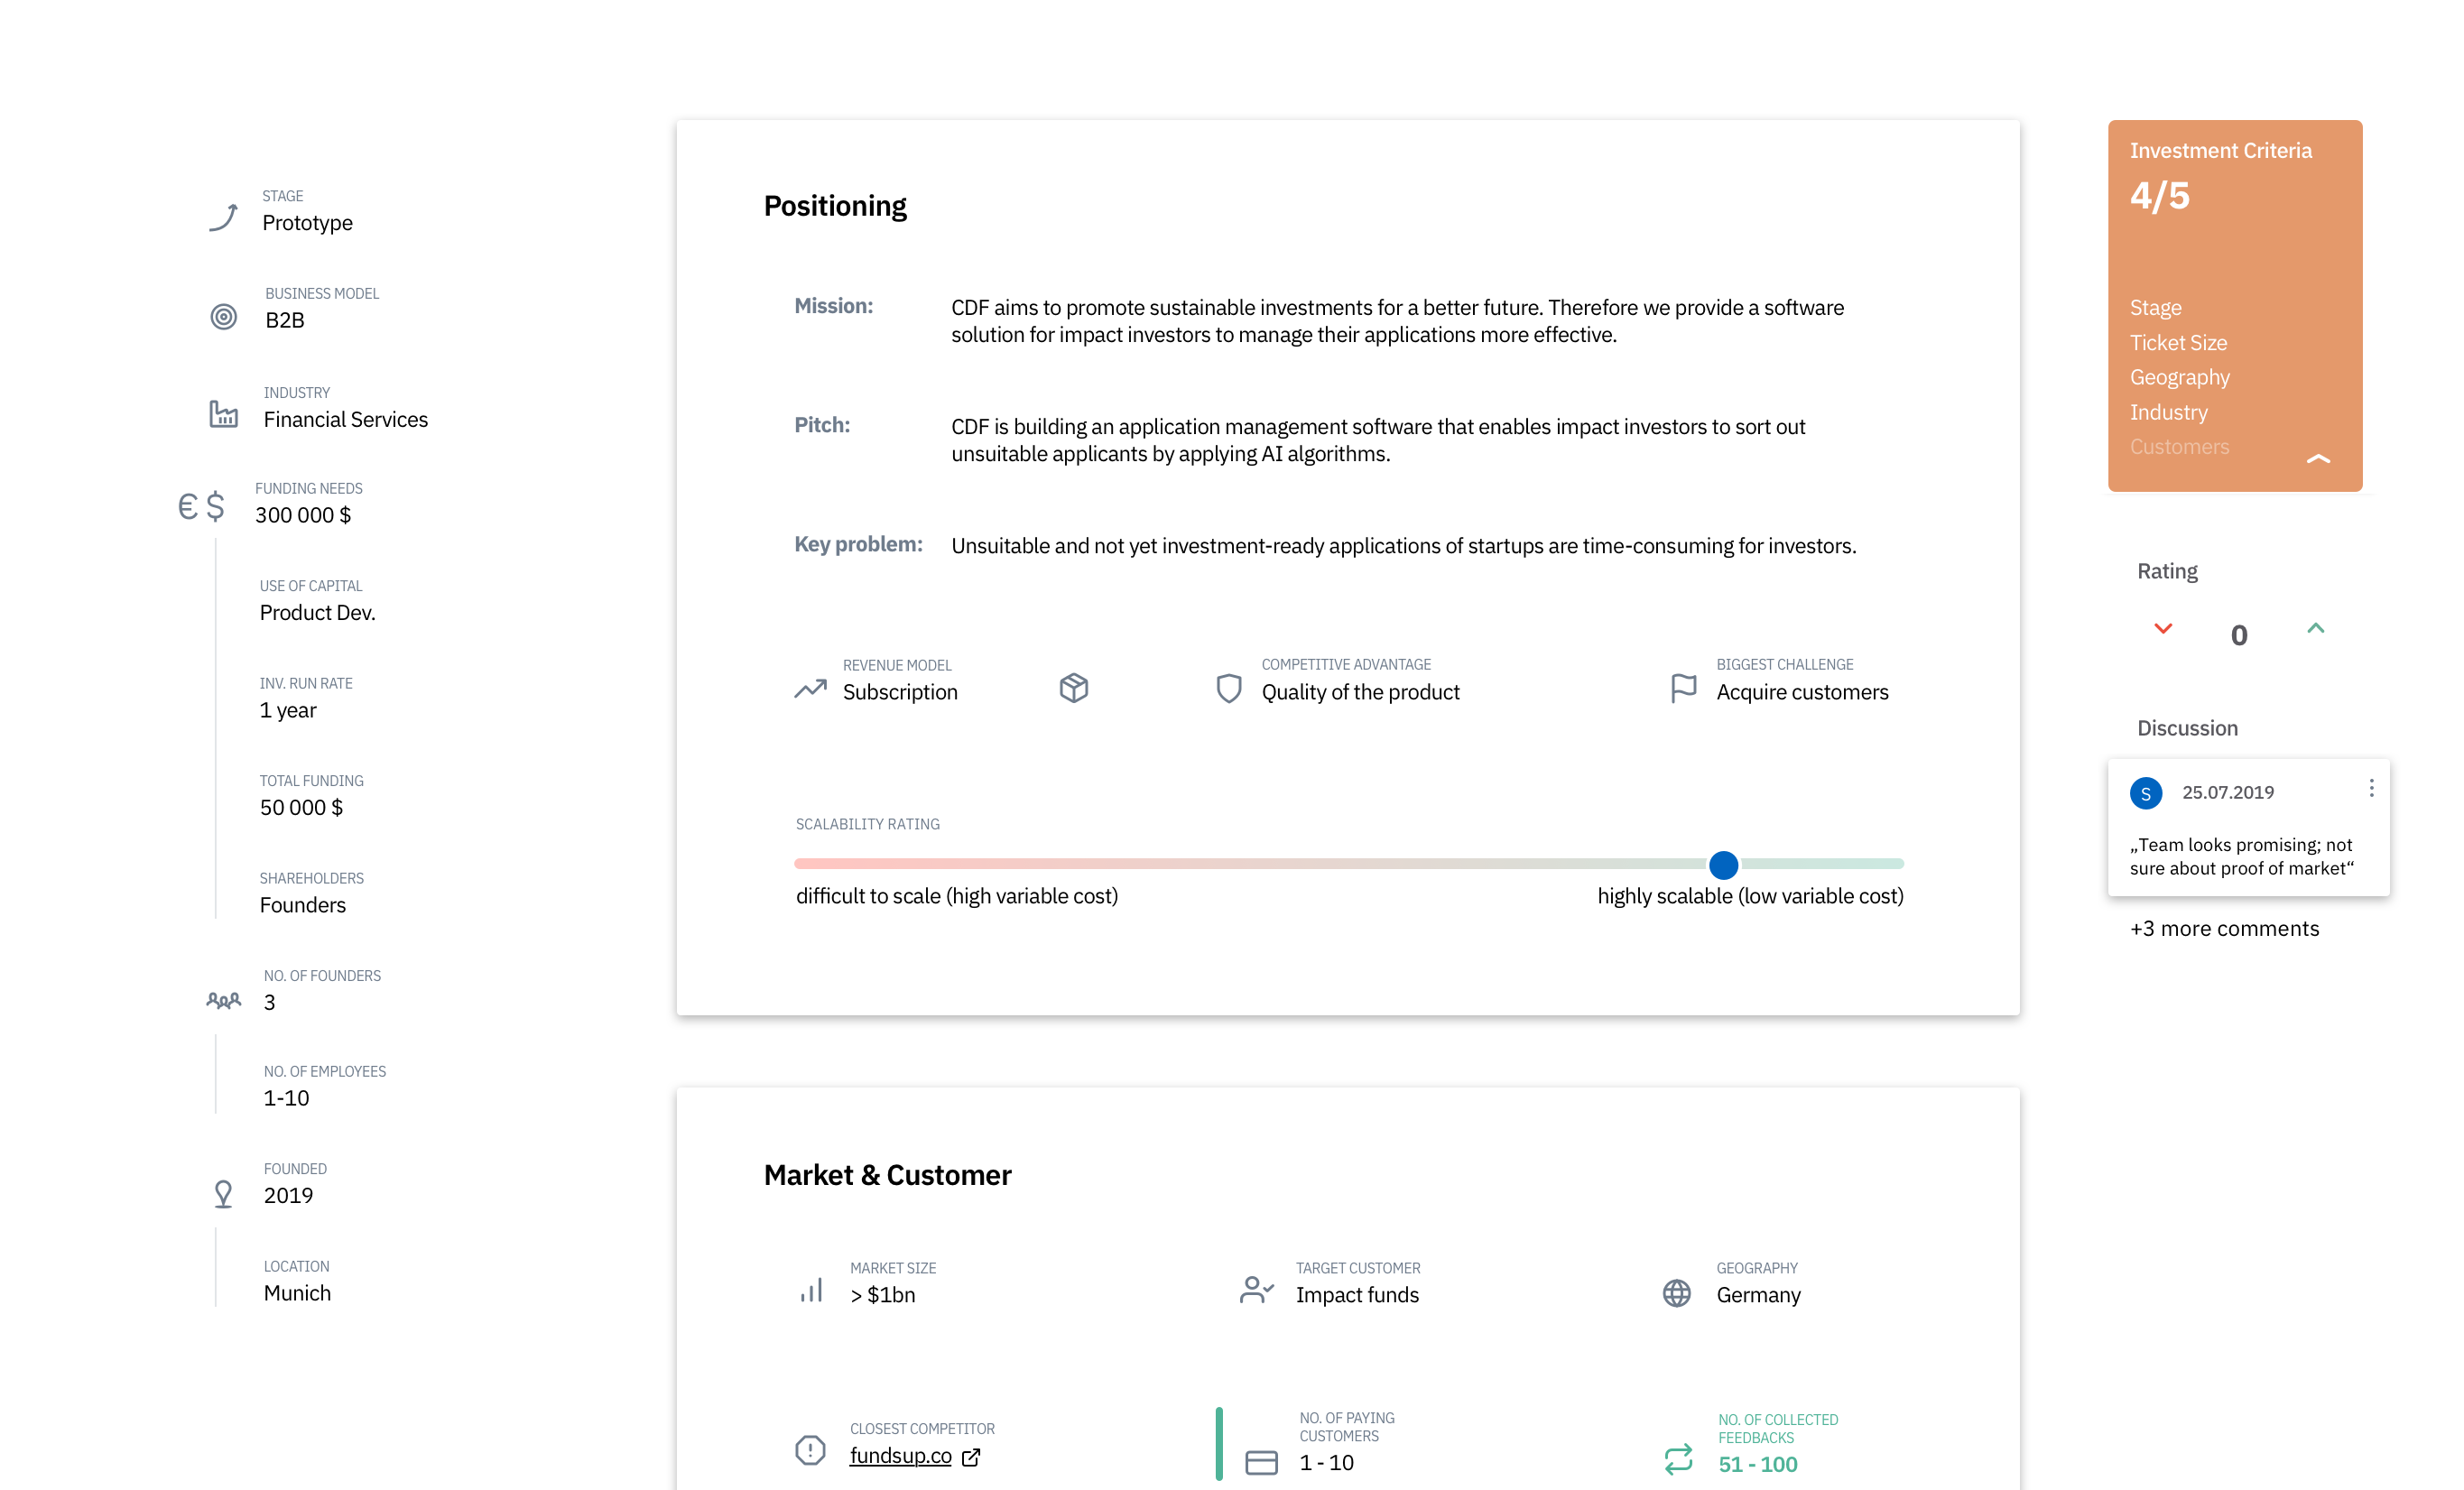 STAGE
Prototype
BUSINESS MODEL
B2B
INDUSTRY
Financial Services
€ $
FUNDING NEEDS
300 000 $
USE OF CAPITAL
Product Dev.
INV. RUN RATE
1 year
TOTAL FUNDING
50 000 $
SHAREHOLDERS
Founders
NO. OF FOUNDERS
3
NO. OF EMPLOYEES
1-10
FOUNDED
2019
LOCATION
Munich
Positioning
Mission:
CDF aims to promote sustainable investments for a better future. Therefore we provide a software
solution for impact investors to manage their applications more effective.
Pitch:
CDF is building an application management software that enables impact investors to sort out
unsuitable applicants by applying AI algorithms.
Key problem:
Unsuitable and not yet investment-ready applications of startups are time-consuming for investors.
REVENUE MODEL
Subscription
COMPETITIVE ADVANTAGE
Quality of the product
BIGGEST CHALLENGE
Acquire customers
SCALABILITY RATING
difficult to scale (high variable cost)
highly scalable (low variable cost)
Market & Customer
MARKET SIZE
> $1bn
TARGET CUSTOMER
Impact funds
GEOGRAPHY
Germany
CLOSEST COMPETITOR
fundsup.co
NO. OF PAYING
CUSTOMERS
1 - 10
NO. OF COLLECTED
FEEDBACKS
51 - 100
Investment Criteria
4/5
Stage
Ticket Size
Geography
Industry
Customers
Rating
0
Discussion
S
25.07.2019
„Team looks promising; not
sure about proof of market“
+3 more comments